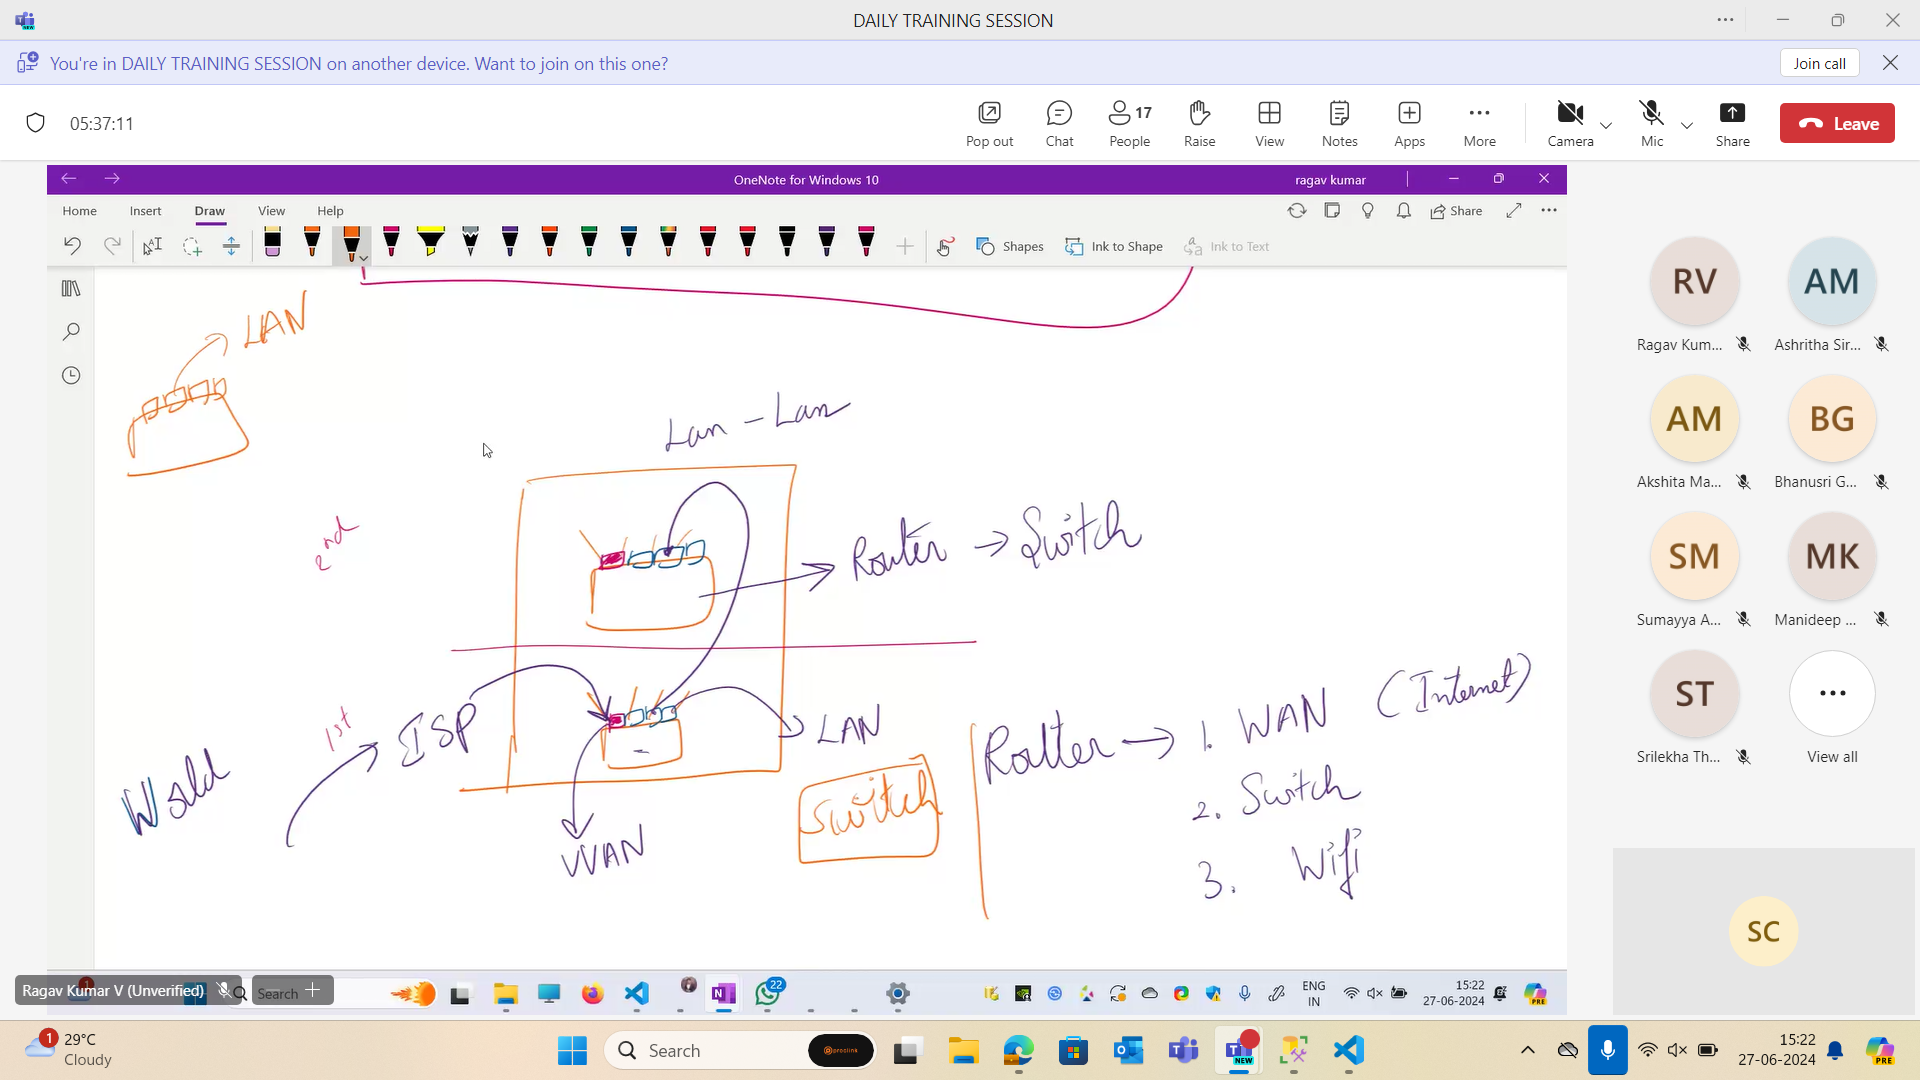 DAILY TRAINING SESSION
You're in DAILY TRAINING SESSION on another device. Want to join on this one?
Join call
05:37:11
Pop out
Chat
17
People
Raise
View
Notes
Apps
More
Camera
Mic
Share
Leave
OneNote for Windows 10
ragav kumar
Home
Insert
Draw
View
Help
Share
Shapes
Ink to Shape
Ink to Text
LAN
Lan - Lan
2nd
Router → Switch
1st
ISP
World
WAN
LAN
Switch
Router → 1. WAN (Internet)
2. Switch
3. Wifi
RV
Ragav Kum...
AM
Ashritha Sir...
AM
Akshita Ma...
BG
Bhanusri G...
SM
Sumayya A...
MK
Manideep ...
ST
Srilekha Th...
View all
SC
Ragav Kumar V (Unverified)
Search
22
ENG
IN
15:22
27-06-2024
PRE
1
29°C
Cloudy
Search
NEW
15:22
27-06-2024
PRE